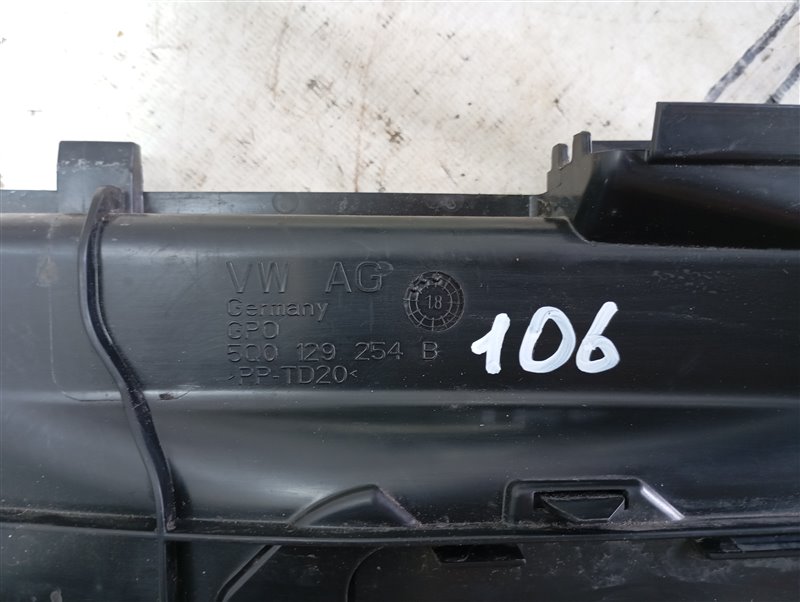 VW AG
18
Germany
GPO
5Q0 129 254 B
>PP-TD20<
106